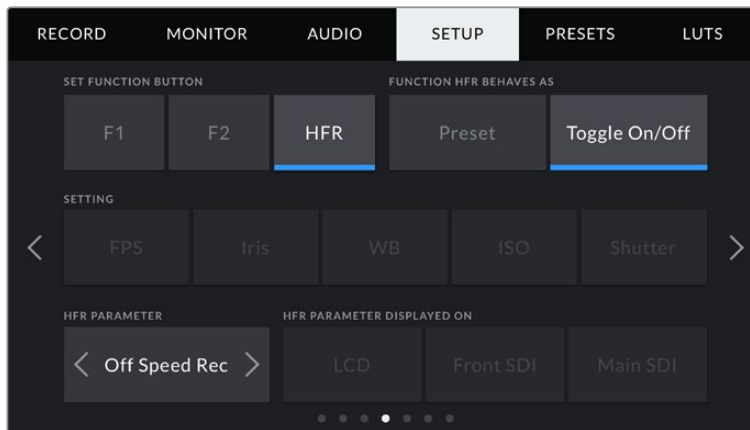 RECORD MONITOR AUDIO SETUP PRESETS LUTS
SET FUNCTION BUTTON FUNCTION HFR BEHAVES AS
F1 F2 HFR Preset Toggle On/Off
SETTING
FPS Iris WB ISO Shutter
HFR PARAMETER HFR PARAMETER DISPLAYED ON
Off Speed Rec LCD Front SDI Main SDI